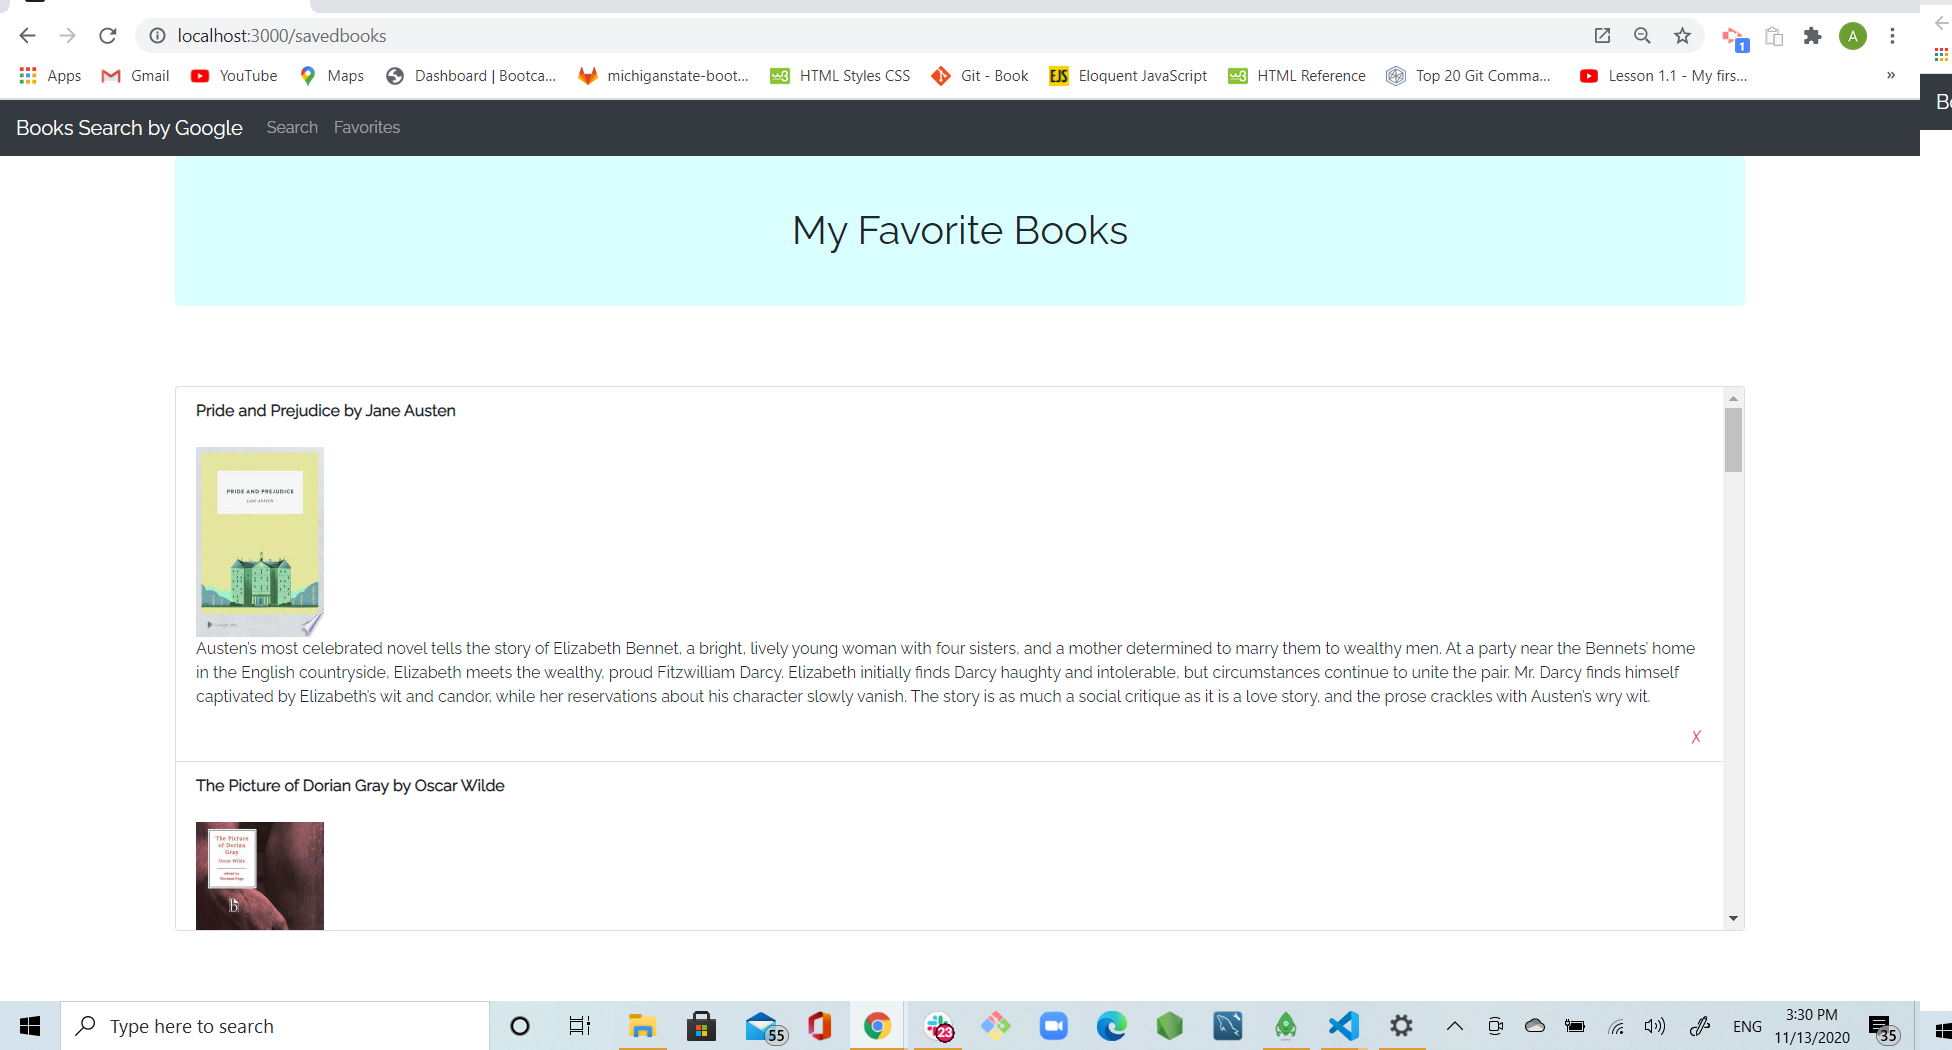 localhost:3000/savedbooks
A
1
Apps
Gmail
YouTube
Maps
Dashboard | Bootca...
michiganstate-boot...
HTML Styles CSS
Git - Book
EJS
Eloquent JavaScript
HTML Reference
Top 20 Git Comma...
Lesson 1.1 - My firs...
»
Books Search by Google
Search
Favorites
My Favorite Books
Pride and Prejudice by Jane Austen
PRIDE AND PREJUDICE
JANE AUSTEN
Austen's most celebrated novel tells the story of Elizabeth Bennet, a bright, lively young woman with four sisters, and a mother determined to marry them to wealthy men. At a party near the Bennets' home
in the English countryside, Elizabeth meets the wealthy, proud Fitzwilliam Darcy. Elizabeth initially finds Darcy haughty and intolerable, but circumstances continue to unite the pair. Mr. Darcy finds himself
captivated by Elizabeth's wit and candor, while her reservations about his character slowly vanish. The story is as much a social critique as it is a love story, and the prose crackles with Austen's wry wit.
X
The Picture of Dorian Gray by Oscar Wilde
The Picture
of Dorian
Gray
Oscar Wilde
edited by
Norman Page
b
Type here to search
55
23
ENG
3:30 PM
11/13/2020
35